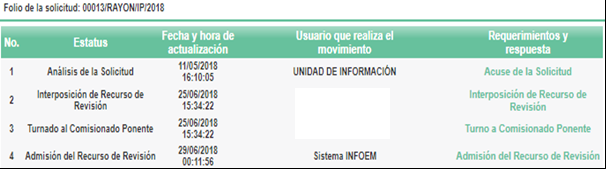 Folio de la solicitud: 00013/RAYON/IP/2018
No. Estatus Fecha y hora de actualización Usuario que realiza el movimiento Requerimientos y respuesta
1 Análisis de la Solicitud 11/05/2018 16:10:05 UNIDAD DE INFORMACIÓN Acuse de la Solicitud
2 Interposición de Recurso de Revisión 25/06/2018 15:34:22 Interposición de Recurso de Revisión
3 Turnado al Comisionado Ponente 25/06/2018 15:34:22 Turno a Comisionado Ponente
4 Admisión del Recurso de Revisión 29/06/2018 00:11:56 Sistema INFOEM Admisión del Recurso de Revisión